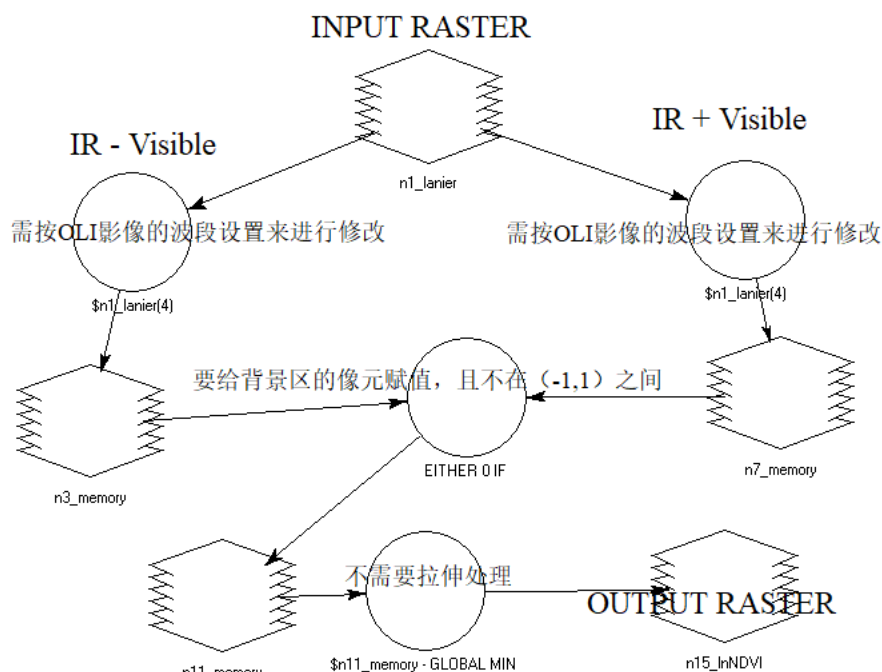 INPUT RASTER
IR - Visible
IR + Visible
n1_lanier
需按OLI影像的波段设置来进行修改
需按OLI影像的波段设置来进行修改
$n1_lanier(4)
$n1_lanier(4)
要给背景区的像元赋值，且不在（-1,1）之间
EITHER 0 IF
n3_memory
n7_memory
不需要拉伸处理
OUTPUT RASTER
n11_memory
$n11_memory - GLOBAL MIN
n15_lnNDVI